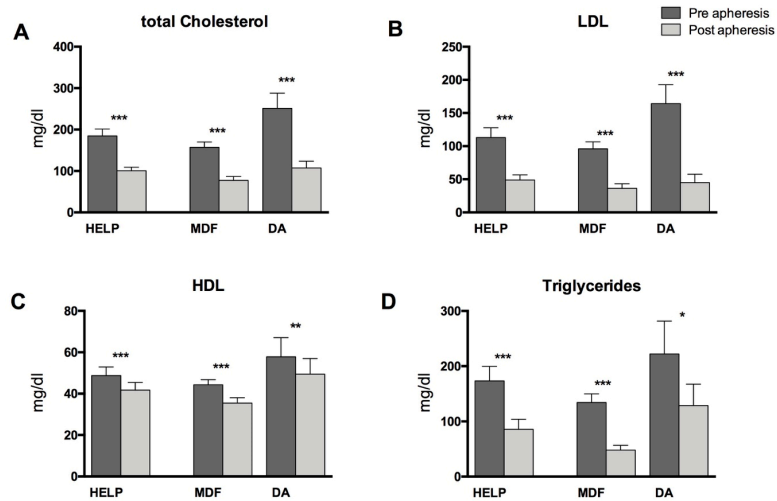 Pre apheresis
Post apheresis
A
total Cholesterol
mg/dl
400
300
200
100
0
***
***
***
HELP
MDF
DA
B
LDL
mg/dl
250
200
150
100
50
0
***
***
***
HELP
MDF
DA
C
HDL
mg/dl
80
60
40
20
0
***
***
**
HELP
MDF
DA
D
Triglycerides
mg/dl
300
200
100
0
***
***
*
HELP
MDF
DA